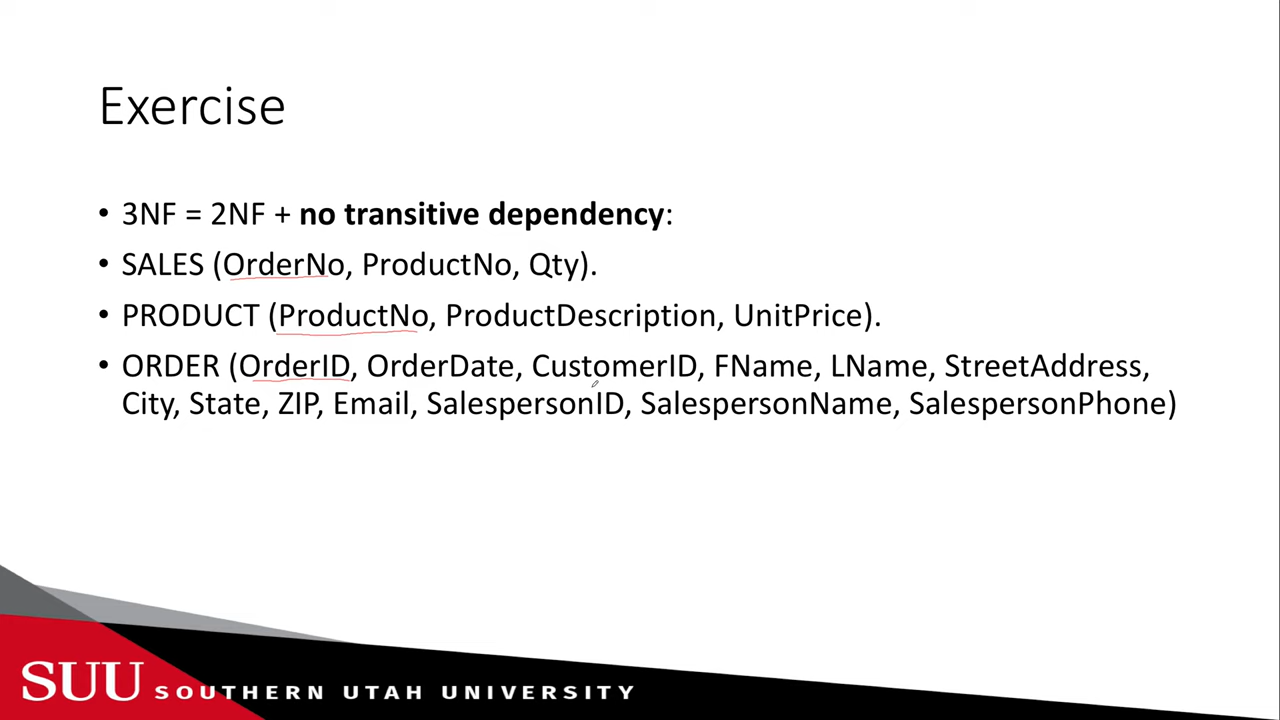 Exercise
• 3NF = 2NF + no transitive dependency:
• SALES (OrderNo, ProductNo, Qty).
• PRODUCT (ProductNo, ProductDescription, UnitPrice).
• ORDER (OrderID, OrderDate, CustomerID, FName, LName, StreetAddress,
City, State, ZIP, Email, SalespersonID, SalespersonName, SalespersonPhone)
SUU SOUTHERN UTAH UNIVERSITY